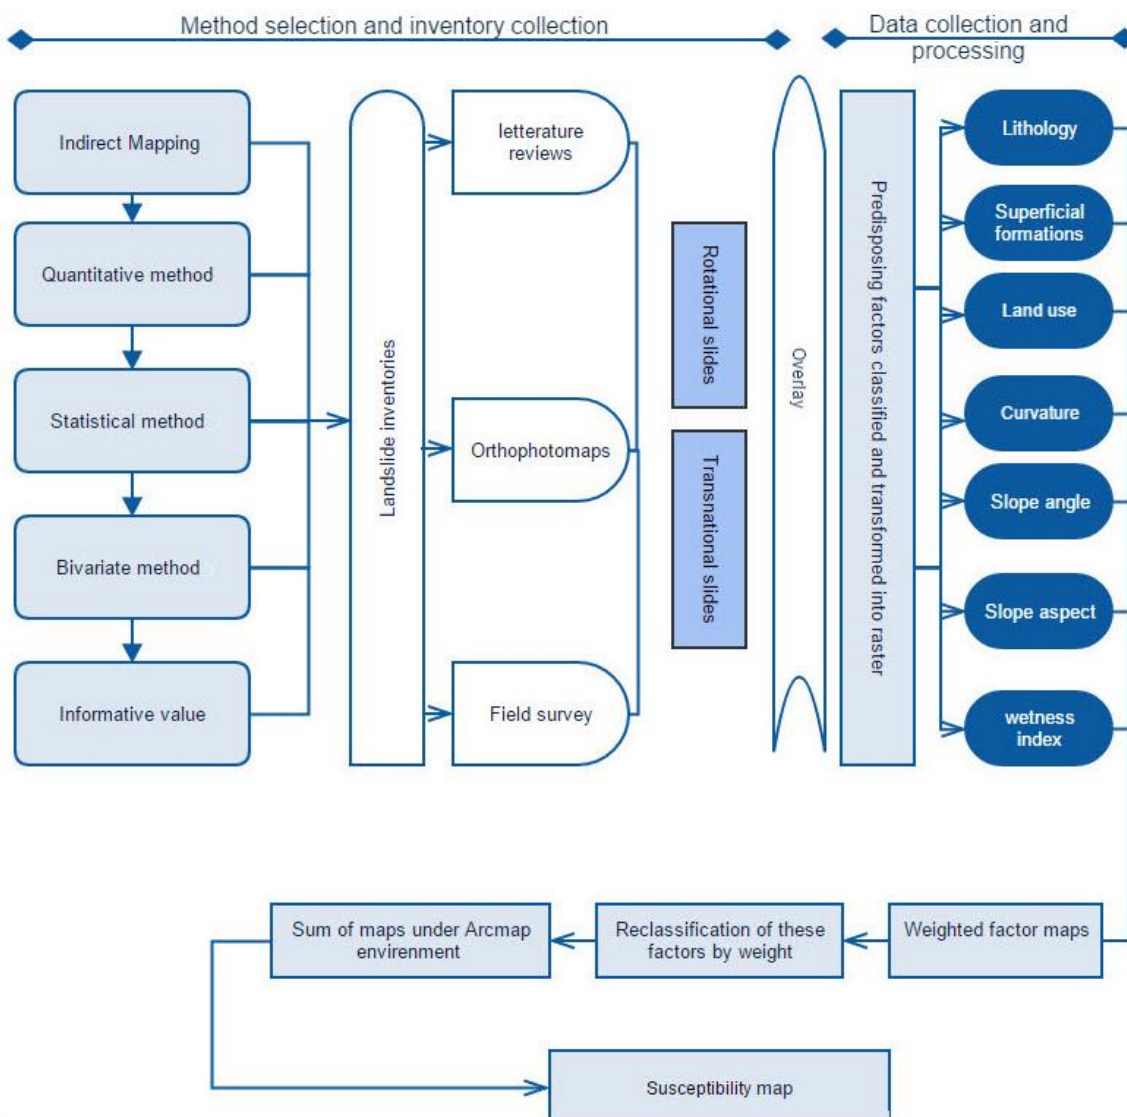 Method selection and inventory collection
Data collection and
processing
Indirect Mapping
Quantitative method
Statistical method
Bivariate method
Informative value
Landslide inventories
letterature
reviews
Orthophotomaps
Field survey
Rotational slides
Transnational slides
Overlay
Predisposing factors classified and transformed into raster
Lithology
Superficial
formations
Land use
Curvature
Slope angle
Slope aspect
wetness
index
Weighted factor maps
Reclassification of these
factors by weight
Sum of maps under Arcmap
envirenment
Susceptibility map